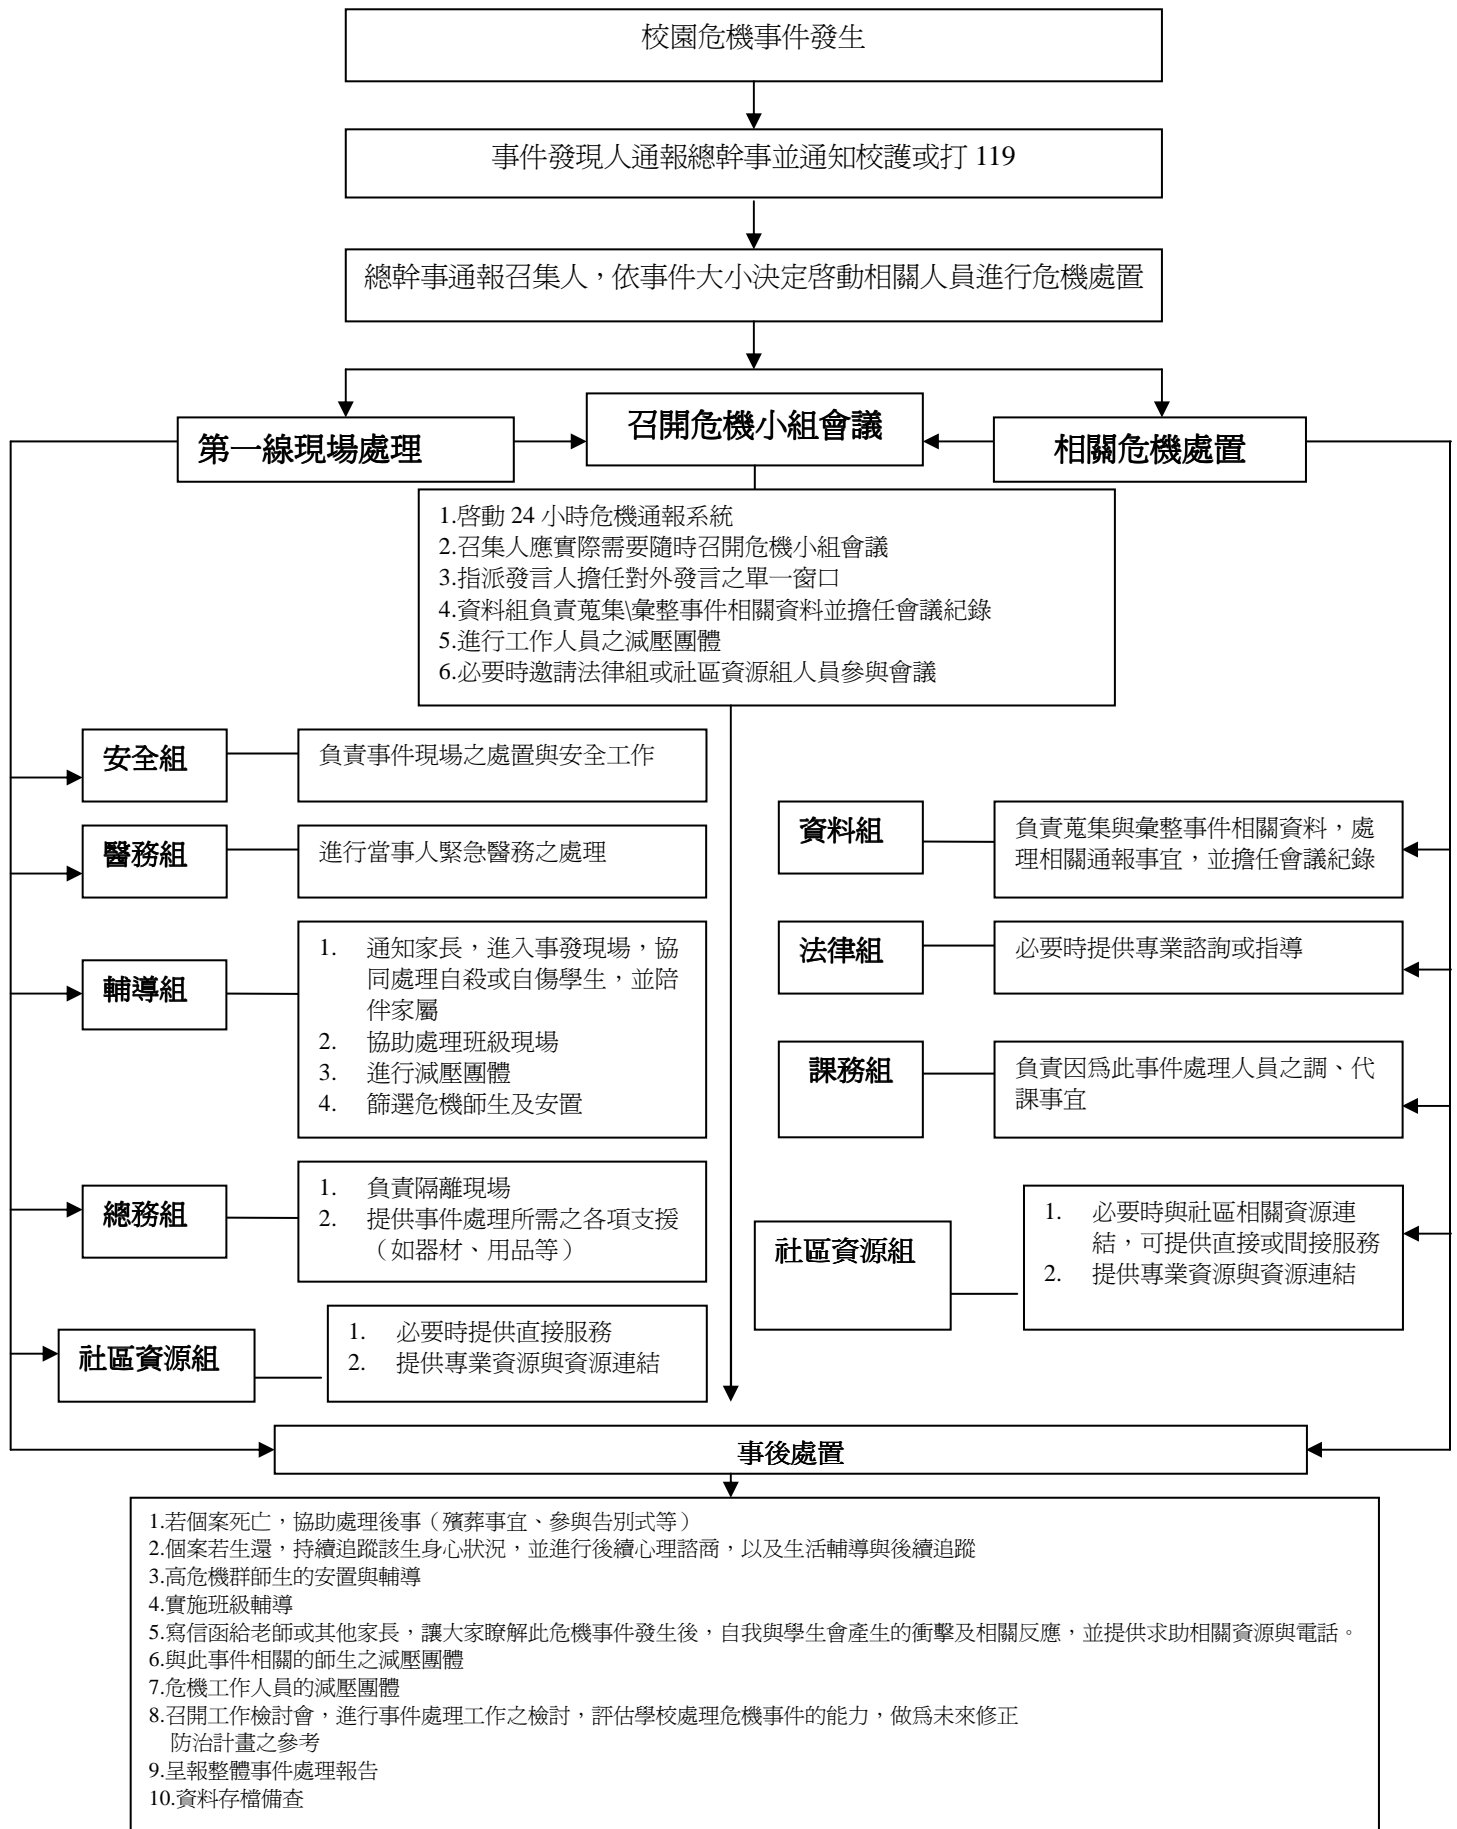 校園危機事件發生
事件發現人通報總幹事並通知校護或打 119
總幹事通報召集人，依事件大小決定啓動相關人員進行危機處置
第一線現場處理
召開危機小組會議
相關危機處置
1.啓動 24 小時危機通報系統
2.召集人應實際需要隨時召開危機小組會議
3.指派發言人擔任對外發言之單一窗口
4.資料組負責蒐集\彙整事件相關資料並擔任會議紀錄
5.進行工作人員之減壓團體
6.必要時邀請法律組或社區資源組人員參與會議
安全組
負責事件現場之處置與安全工作
醫務組
進行當事人緊急醫務之處理
輔導組
1. 通知家長，進入事發現場，協
同處理自殺或自傷學生，並陪
伴家屬
2. 協助處理班級現場
3. 進行減壓團體
4. 篩選危機師生及安置
總務組
1. 負責隔離現場
2. 提供事件處理所需之各項支援
（如器材、用品等）
社區資源組
1. 必要時提供直接服務
2. 提供專業資源與資源連結
資料組
負責蒐集與彙整事件相關資料，處
理相關通報事宜，並擔任會議紀錄
法律組
必要時提供專業諮詢或指導
課務組
負責因爲此事件處理人員之調、代
課事宜
社區資源組
1. 必要時與社區相關資源連
結，可提供直接或間接服務
2. 提供專業資源與資源連結
事後處置
1.若個案死亡，協助處理後事（殯葬事宜、參與告別式等）
2.個案若生還，持續追蹤該生身心狀況，並進行後續心理諮商，以及生活輔導與後續追蹤
3.高危機群師生的安置與輔導
4.實施班級輔導
5.寫信函給老師或其他家長，讓大家瞭解此危機事件發生後，自我與學生會產生的衝擊及相關反應，並提供求助相關資源與電話。
6.與此事件相關的師生之減壓團體
7.危機工作人員的減壓團體
8.召開工作檢討會，進行事件處理工作之檢討，評估學校處理危機事件的能力，做爲未來修正
防治計畫之參考
9.呈報整體事件處理報告
10.資料存檔備查